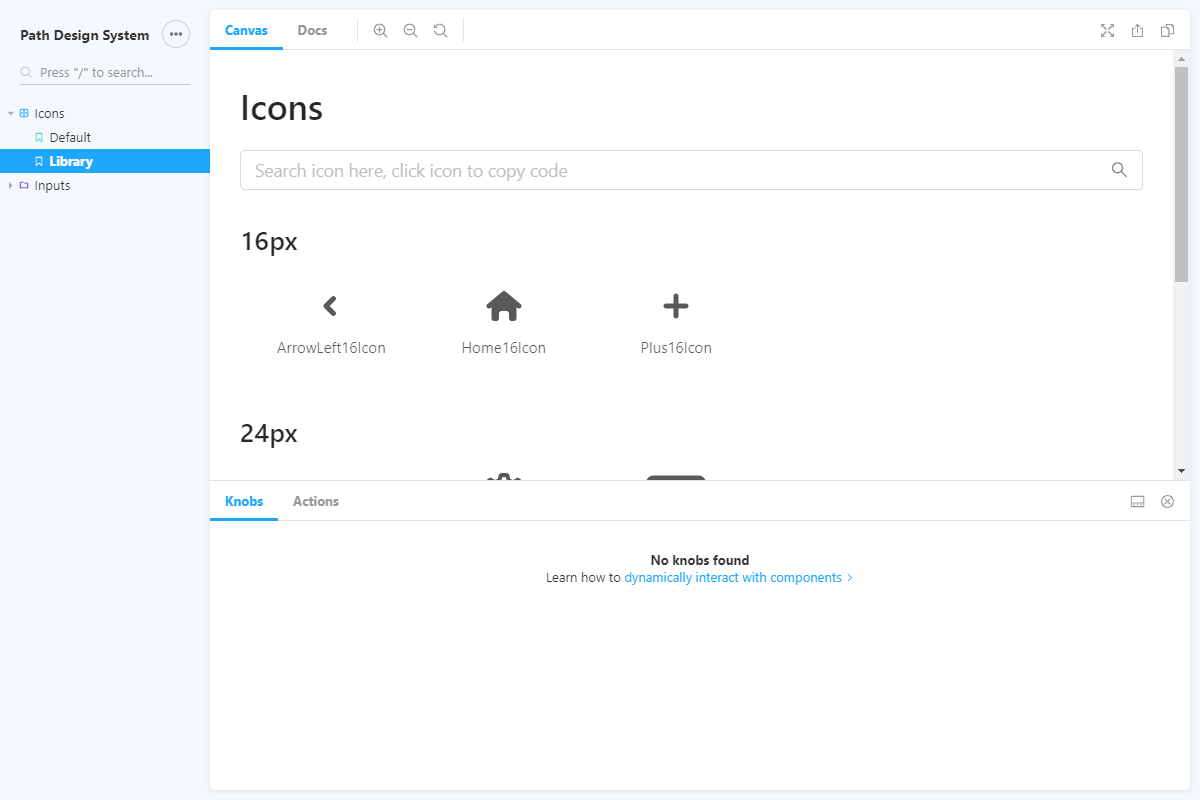 Path Design System
Press "/" to search...
Icons
Default
Library
Inputs
Canvas
Docs
Icons
Search icon here, click icon to copy code
16px
ArrowLeft16Icon
Home16Icon
Plus16Icon
24px
Knobs
Actions
No knobs found
Learn how to dynamically interact with components